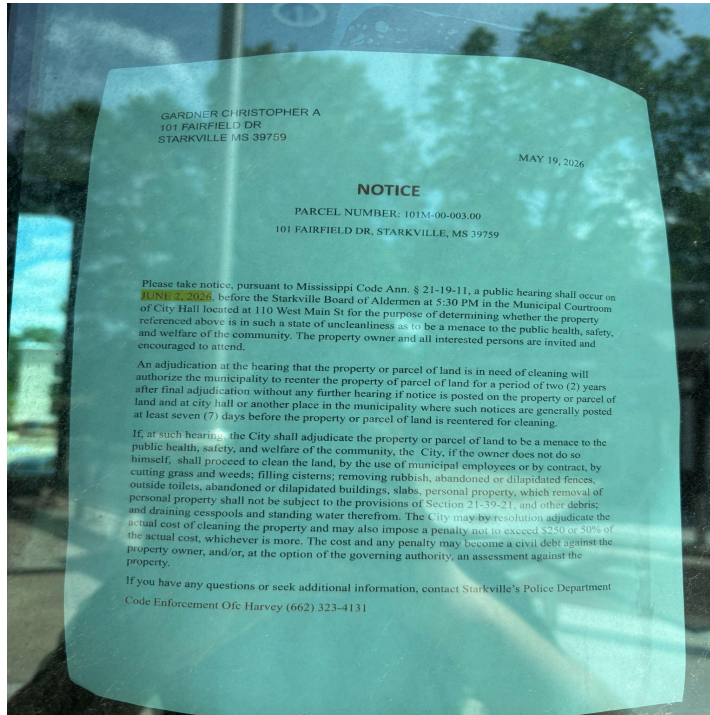 GARDNER CHRISTOPHER A
101 FAIRFIELD DR
STARKVILLE MS 39759
MAY 19, 2026
NOTICE
PARCEL NUMBER: 101M-00-003.00
101 FAIRFIELD DR, STARKVILLE, MS 39759
Please take notice, pursuant to Mississippi Code Ann. § 21-19-11, a public hearing shall occur on
JUNE 2, 2026, before the Starkville Board of Aldermen at 5:30 PM in the Municipal Courtroom
of City Hall located at 110 West Main St for the purpose of determining whether the property
referenced above is in such a state of uncleanliness as to be a menace to the public health, safety,
and welfare of the community. The property owner and all interested persons are invited and
encouraged to attend.
An adjudication at the hearing that the property or parcel of land is in need of cleaning will
authorize the municipality to reenter the property of parcel of land for a period of two (2) years
after final adjudication without any further hearing if notice is posted on the property or parcel of
land and at city hall or another place in the municipality where such notices are generally posted
at least seven (7) days before the property or parcel of land is reentered for cleaning.
If, at such hearing, the City shall adjudicate the property or parcel of land to be a menace to the
public health, safety, and welfare of the community, the City, if the owner does not do so
himself, shall proceed to clean the land, by the use of municipal employees or by contract, by
cutting grass and weeds; filling cisterns; removing rubbish, abandoned or dilapidated fences,
outside toilets, abandoned or dilapidated buildings, slabs, personal property, which removal of
personal property shall not be subject to the provisions of Section 21-39-21, and other debris;
and draining cesspools and standing water therefrom. The City may by resolution adjudicate the
actual cost of cleaning the property and may also impose a penalty not to exceed $250 or 50% of
the actual cost, whichever is more. The cost and any penalty may become a civil debt against the
property owner, and/or, at the option of the governing authority, an assessment against the
property.
If you have any questions or seek additional information, contact Starkville's Police Department
Code Enforcement Ofc Harvey (662) 323-4131